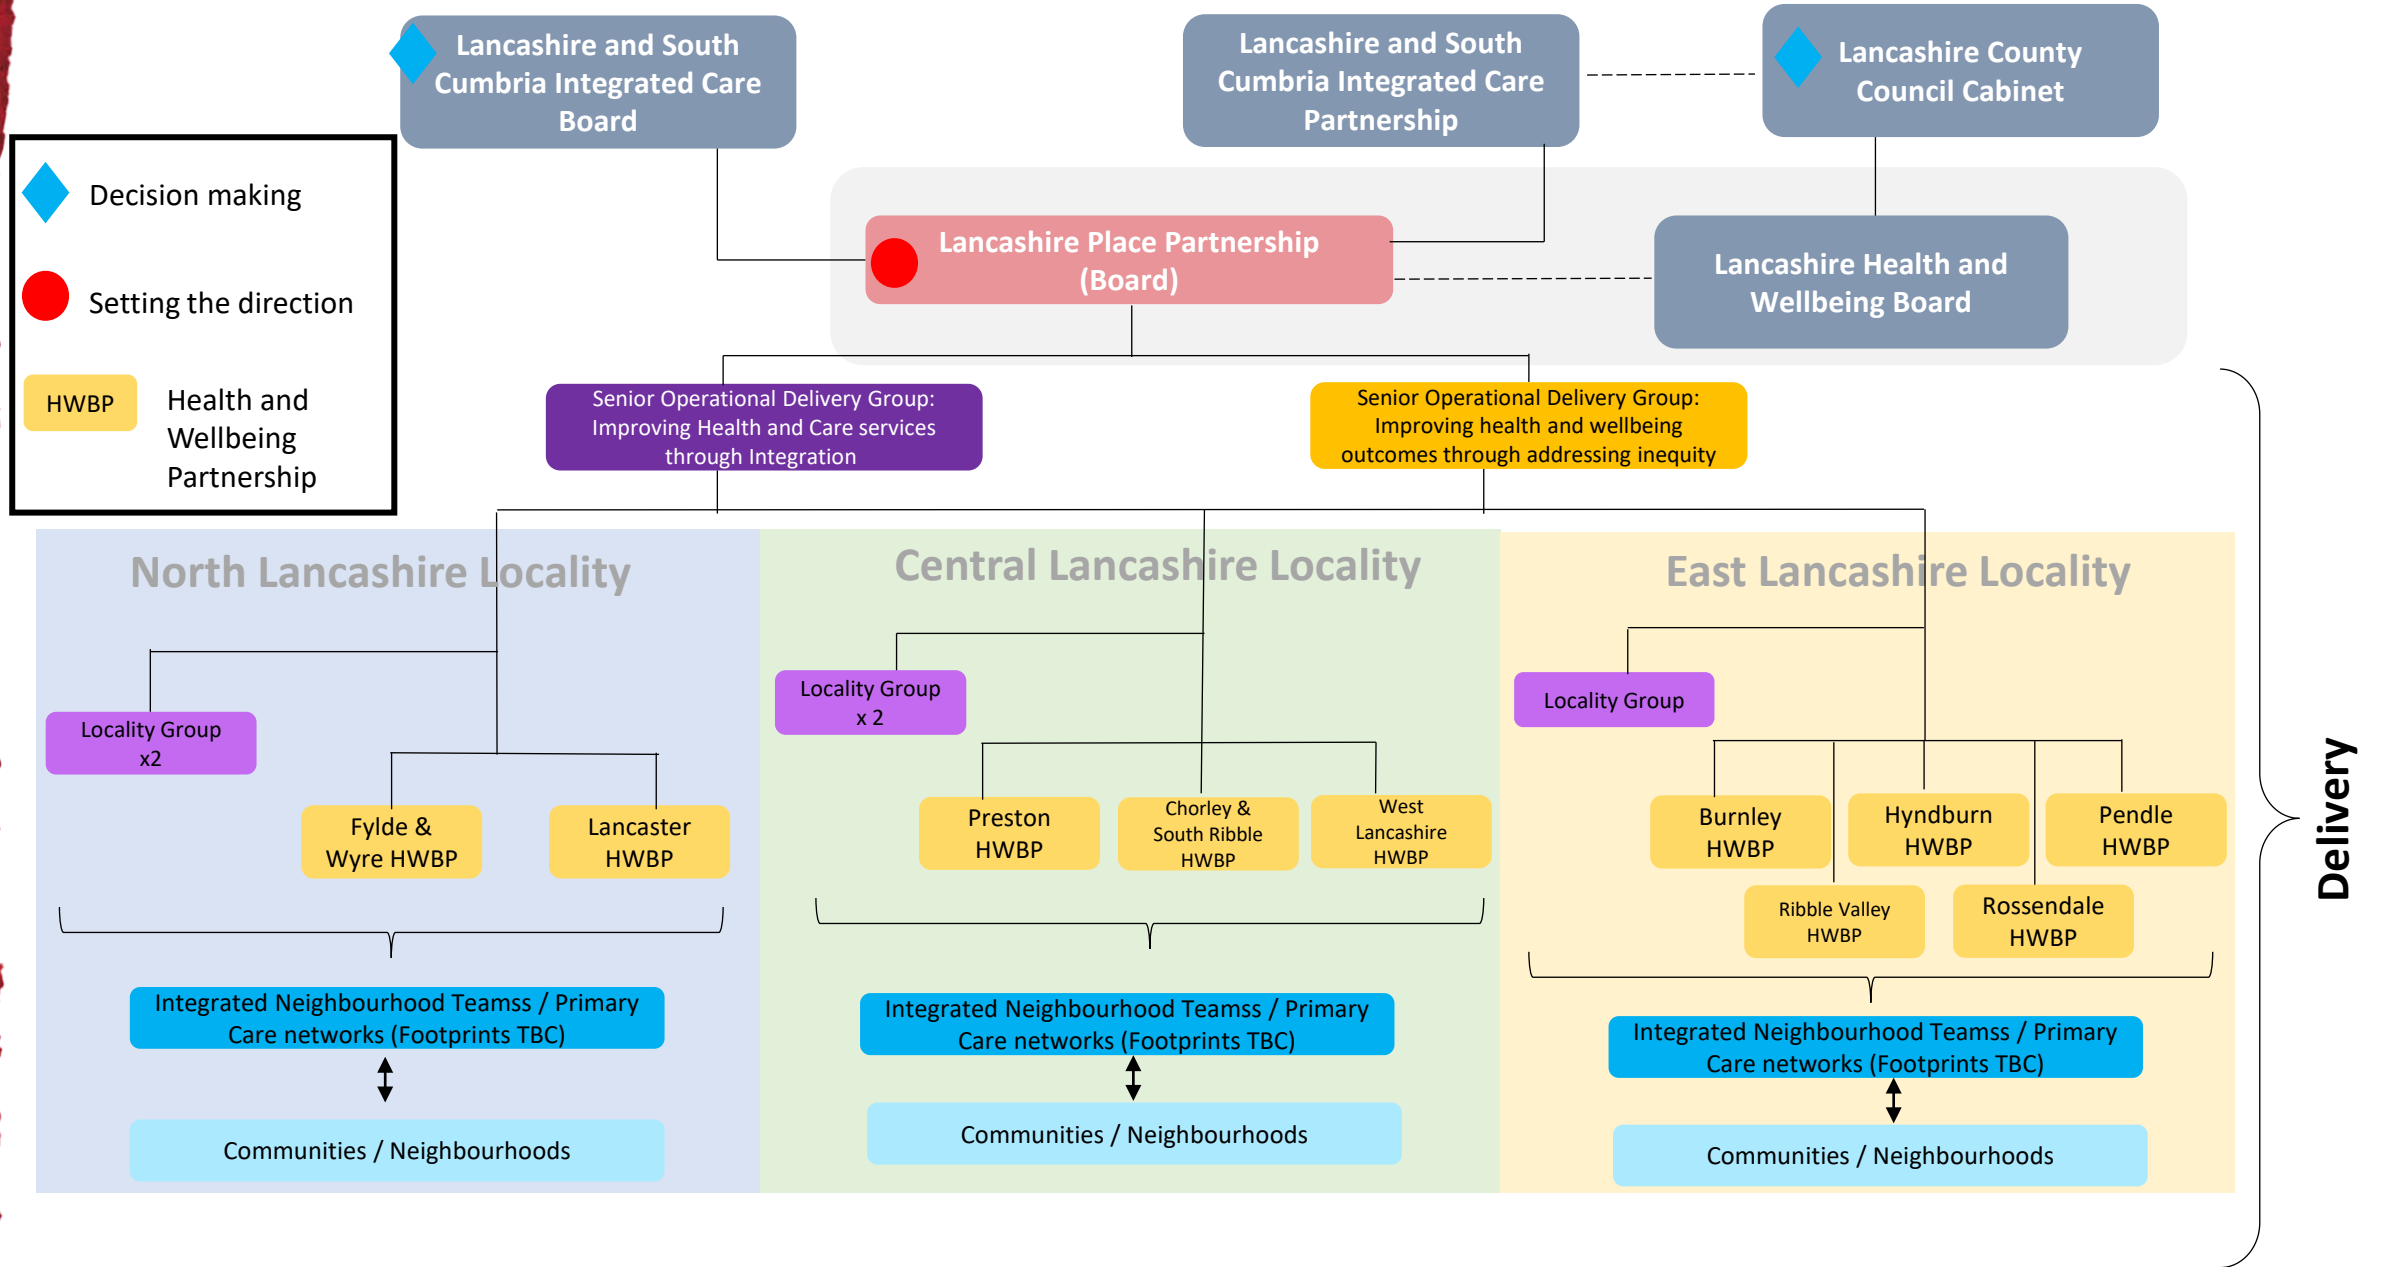 Lancashire and South
Cumbria Integrated Care
Board
Lancashire and South
Cumbria Integrated Care
Partnership
Lancashire County
Council Cabinet
Decision making
Setting the direction
HWBP
Health and
Wellbeing
Partnership
Lancashire Place Partnership
(Board)
Lancashire Health and
Wellbeing Board
Senior Operational Delivery Group:
Improving Health and Care services
through Integration
Senior Operational Delivery Group:
Improving health and wellbeing
outcomes through addressing inequity
North Lancashire Locality
Locality Group
x2
Fylde &
Wyre HWBP
Lancaster
HWBP
Integrated Neighbourhood Teamss / Primary
Care networks (Footprints TBC)
Communities / Neighbourhoods
Central Lancashire Locality
Locality Group
x 2
Preston
HWBP
Chorley &
South Ribble
HWBP
West
Lancashire
HWBP
Integrated Neighbourhood Teamss / Primary
Care networks (Footprints TBC)
Communities / Neighbourhoods
East Lancashire Locality
Locality Group
Burnley
HWBP
Hyndburn
HWBP
Pendle
HWBP
Ribble Valley
HWBP
Rossendale
HWBP
Integrated Neighbourhood Teamss / Primary
Care networks (Footprints TBC)
Communities / Neighbourhoods
Delivery